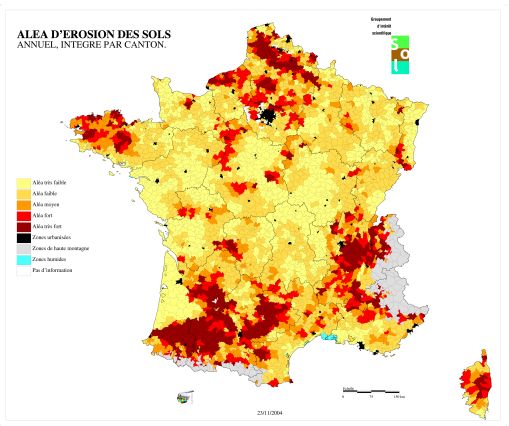 ALEA D'EROSION DES SOLS
ANNUEL, INTEGRE PAR CANTON.
Groupement
d'intérêt
scientifique
S
o
l
Aléa très faible
Aléa faible
Aléa moyen
Aléa fort
Aléa très fort
Zones urbanisées
Zones de haute montagne
Zones humides
Pas d'information
Echelle
0 75 150 km
23/11/2004